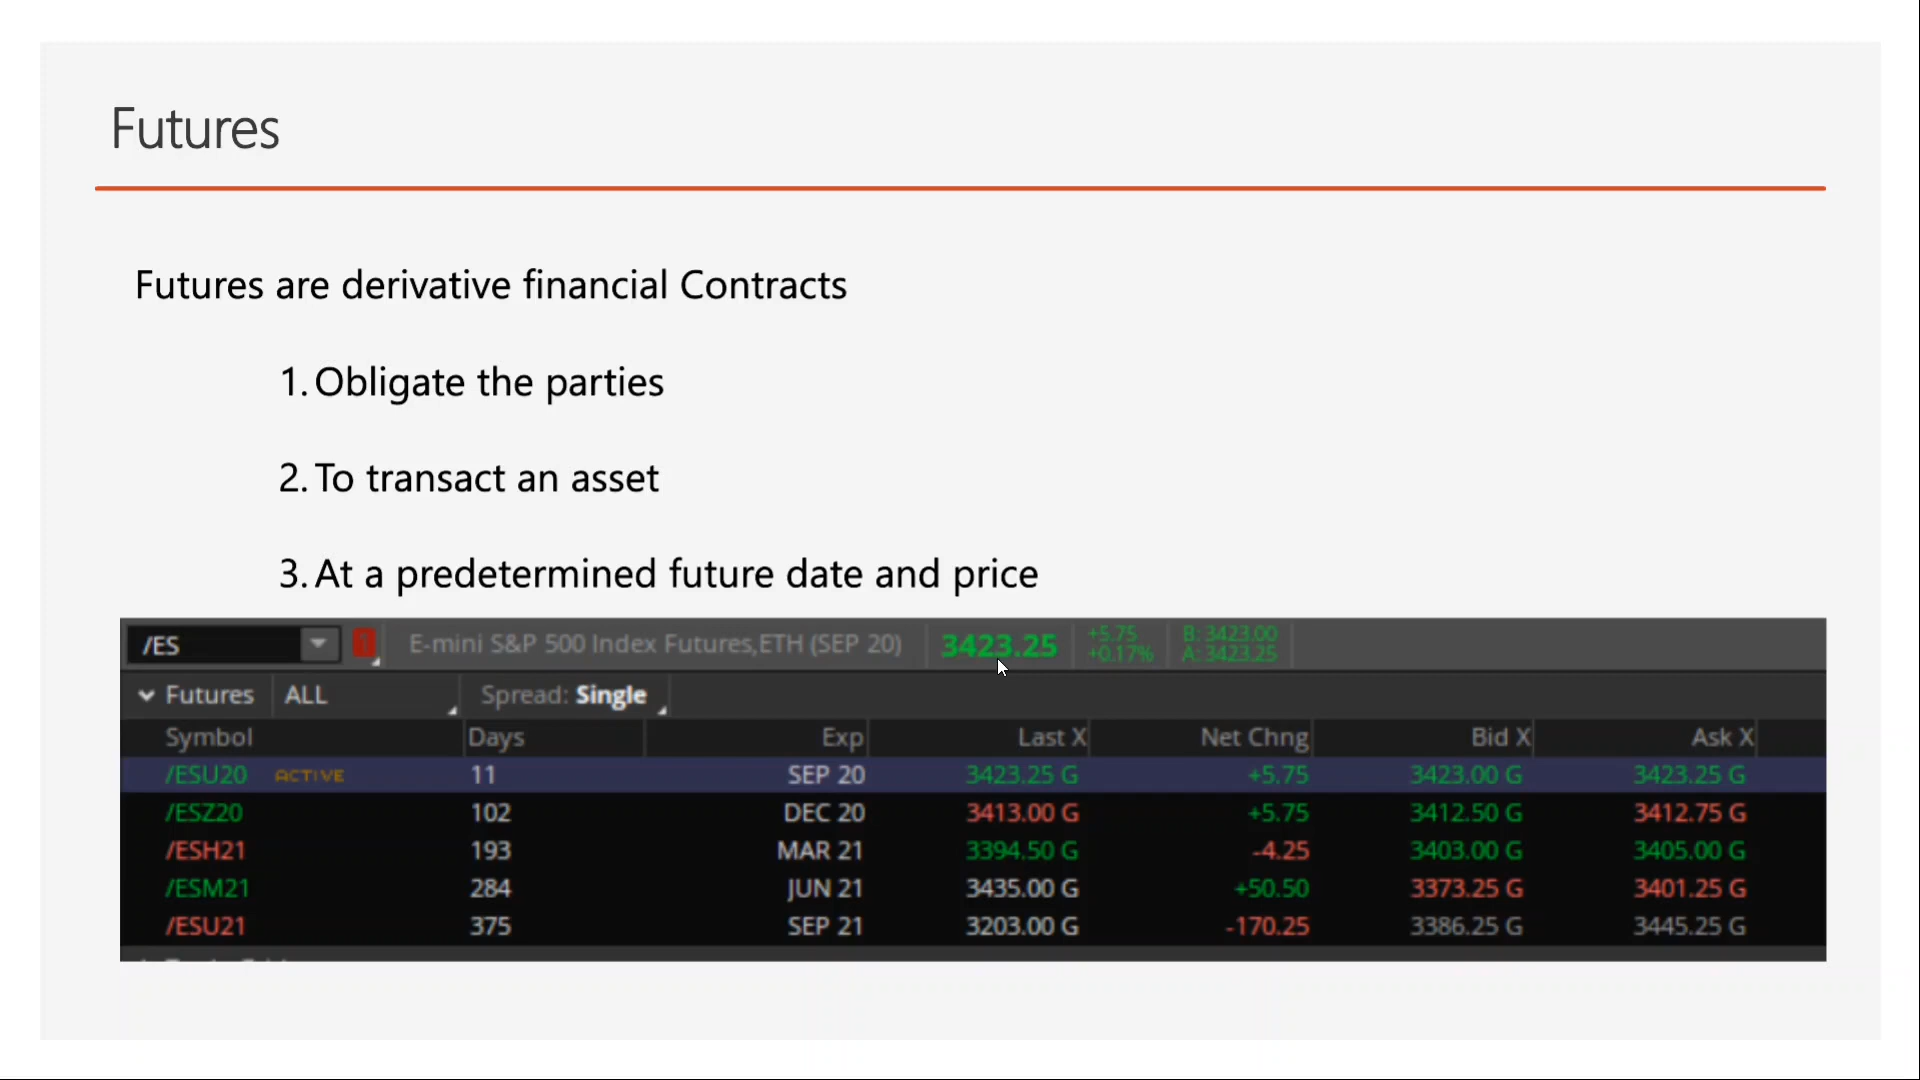 Futures
Futures are derivative financial Contracts
1. Obligate the parties
2. To transact an asset
3. At a predetermined future date and price
/ES E-mini S&P 500 Index Futures,ETH (SEP 20) 3423.25 +5.75 +0.17% B: 3423.00 A: 3423.25
Futures ALL Spread: Single
Symbol Days Exp Last X Net Chng Bid X Ask X
/ESU20 ACTIVE 11 SEP 20 3423.25 G +5.75 3423.00 G 3423.25 G
/ESZ20 102 DEC 20 3413.00 G +5.75 3412.50 G 3412.75 G
/ESH21 193 MAR 21 3394.50 G -4.25 3403.00 G 3405.00 G
/ESM21 284 JUN 21 3435.00 G +50.50 3373.25 G 3401.25 G
/ESU21 375 SEP 21 3203.00 G -170.25 3386.25 G 3445.25 G